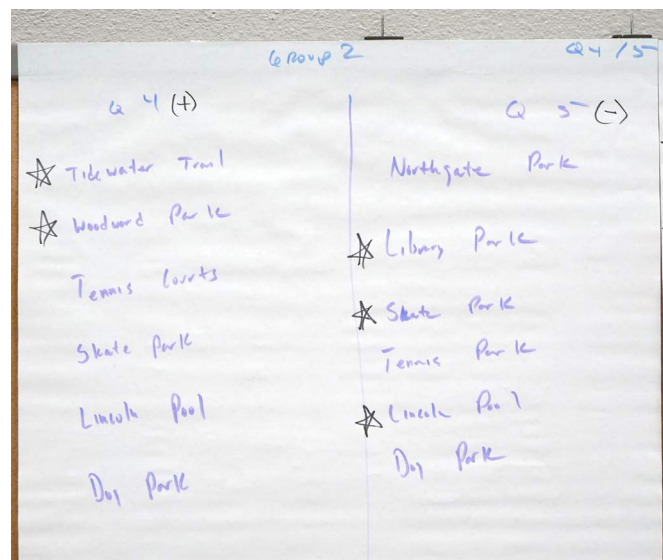 Group 2
Q4/5
Q 4 (+)
Tidewater Trail
Woodward Park
Tennis Courts
Skate Park
Lincoln Pool
Dog Park
Q 5 (-)
Northgate Park
Library Park
Skate Park
Tennis Park
Lincoln Pool
Dog Park